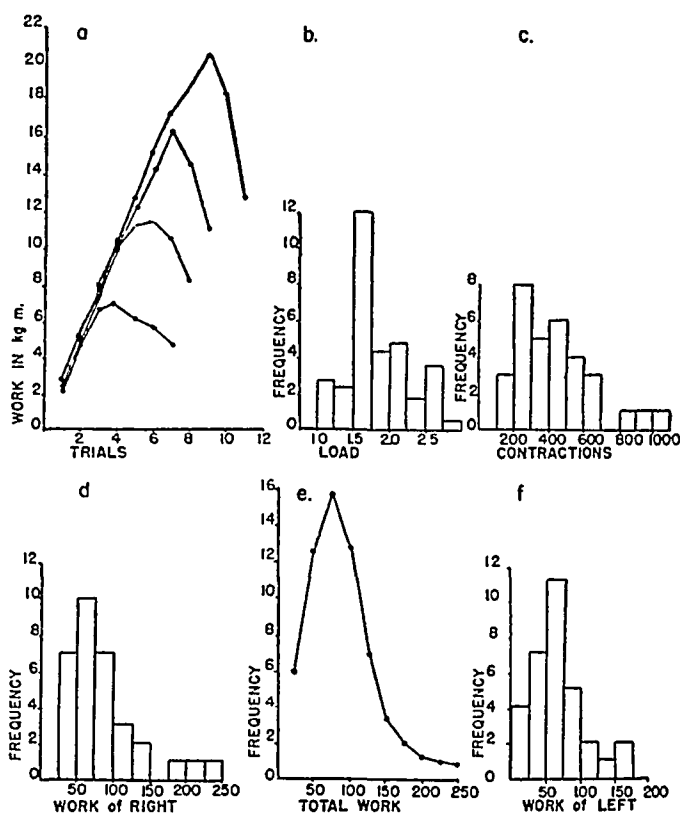 a
22
20
18
16
14
12
10
8
6
4
2
0
WORK IN kg m.
2 4 6 8 10 12
TRIALS
b.
12
10
8
6
4
2
0
FREQUENCY
1.0 1.5 2.0 2.5
LOAD
c.
8
6
4
2
0
FREQUENCY
200 400 600 800 1000
CONTRACTIONS
d
12
10
8
6
4
2
0
FREQUENCY
50 100 150 200 250
WORK of RIGHT
e.
16
14
12
10
8
6
4
2
0
FREQUENCY
50 100 150 200 250
TOTAL WORK
f
12
10
8
6
4
2
0
FREQUENCY
50 100 150 200
WORK of LEFT